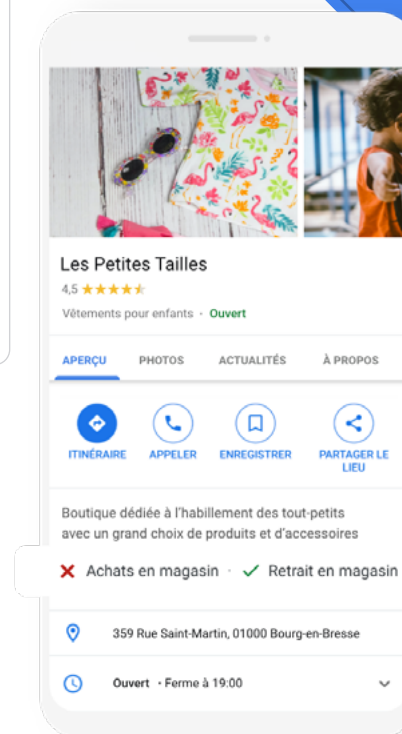 Les Petites Tailles
4,5
Vêtements pour enfants · Ouvert
APERÇU PHOTOS ACTUALITÉS À PROPOS
ITINÉRAIRE APPELER ENREGISTRER PARTAGER LE
LIEU
Boutique dédiée à l'habillement des tout-petits
avec un grand choix de produits et d'accessoires
Achats en magasin · Retrait en magasin
359 Rue Saint-Martin, 01000 Bourg-en-Bresse
Ouvert · Ferme à 19:00